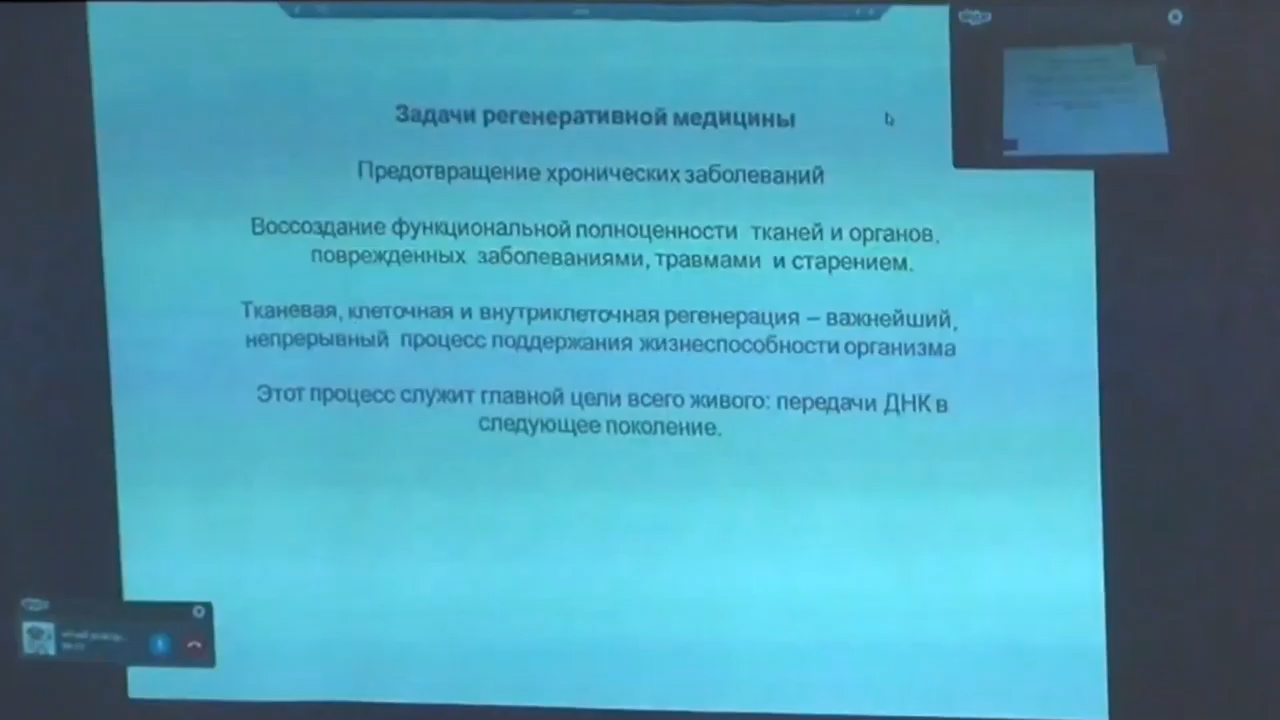 Задачи регенеративной медицины
Предотвращение хронических заболеваний
Воссоздание функциональной полноценности тканей и органов,
поврежденных заболеваниями, травмами и старением.
Тканевая, клеточная и внутриклеточная регенерация – важнейший,
непрерывный процесс поддержания жизнеспособности организма
Этот процесс служит главной цели всего живого: передачи ДНК в
следующее поколение.